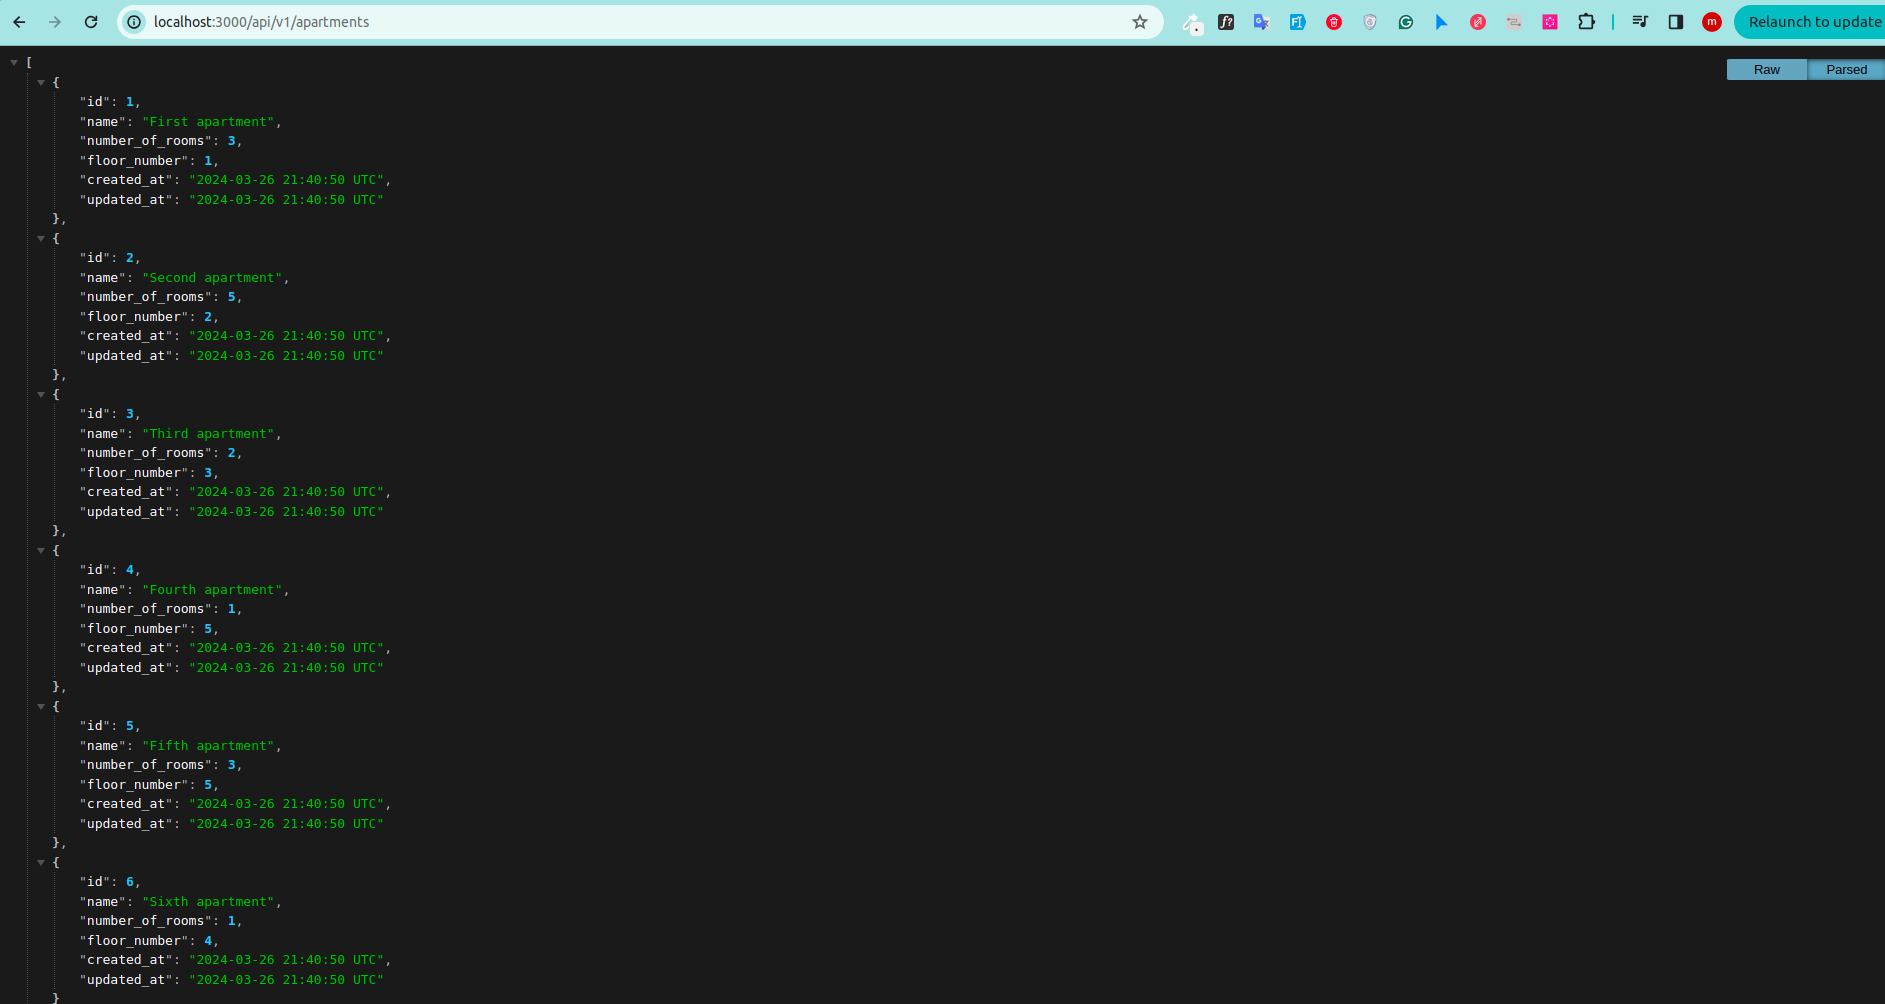 localhost:3000/api/v1/apartments
Relaunch to update
Raw
Parsed
[
{
"id": 1,
"name": "First apartment",
"number_of_rooms": 3,
"floor_number": 1,
"created_at": "2024-03-26 21:40:50 UTC",
"updated_at": "2024-03-26 21:40:50 UTC"
},
{
"id": 2,
"name": "Second apartment",
"number_of_rooms": 5,
"floor_number": 2,
"created_at": "2024-03-26 21:40:50 UTC",
"updated_at": "2024-03-26 21:40:50 UTC"
},
{
"id": 3,
"name": "Third apartment",
"number_of_rooms": 2,
"floor_number": 3,
"created_at": "2024-03-26 21:40:50 UTC",
"updated_at": "2024-03-26 21:40:50 UTC"
},
{
"id": 4,
"name": "Fourth apartment",
"number_of_rooms": 1,
"floor_number": 5,
"created_at": "2024-03-26 21:40:50 UTC",
"updated_at": "2024-03-26 21:40:50 UTC"
},
{
"id": 5,
"name": "Fifth apartment",
"number_of_rooms": 3,
"floor_number": 5,
"created_at": "2024-03-26 21:40:50 UTC",
"updated_at": "2024-03-26 21:40:50 UTC"
},
{
"id": 6,
"name": "Sixth apartment",
"number_of_rooms": 1,
"floor_number": 4,
"created_at": "2024-03-26 21:40:50 UTC",
"updated_at": "2024-03-26 21:40:50 UTC"
}